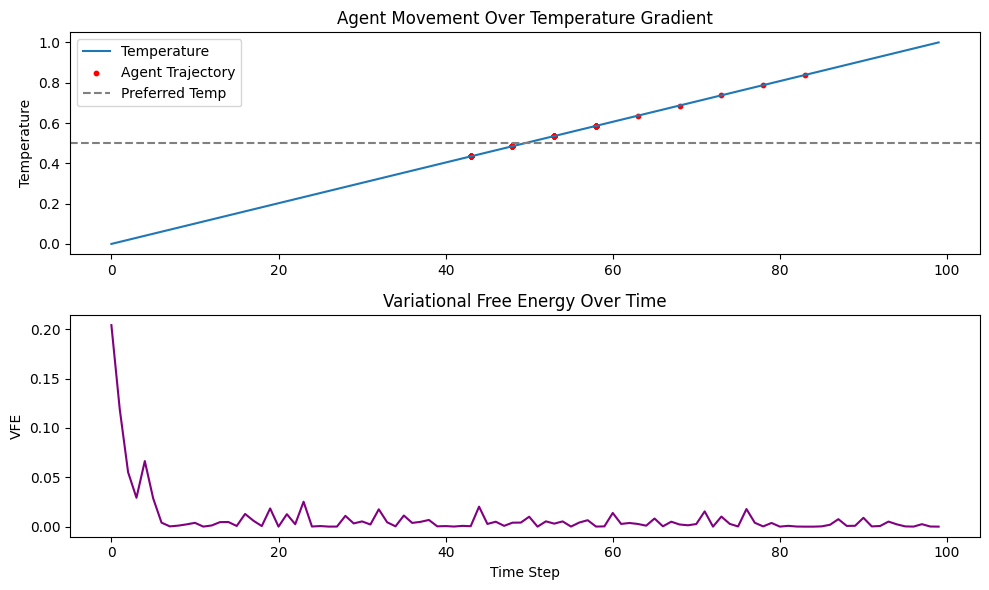 Agent Movement Over Temperature Gradient
Temperature
1.0
0.8
0.6
0.4
0.2
0.0
Temperature
Agent Trajectory
Preferred Temp
0 20 40 60 80 100
Variational Free Energy Over Time
VFE
0.20
0.15
0.10
0.05
0.00
0 20 40 60 80 100
Time Step